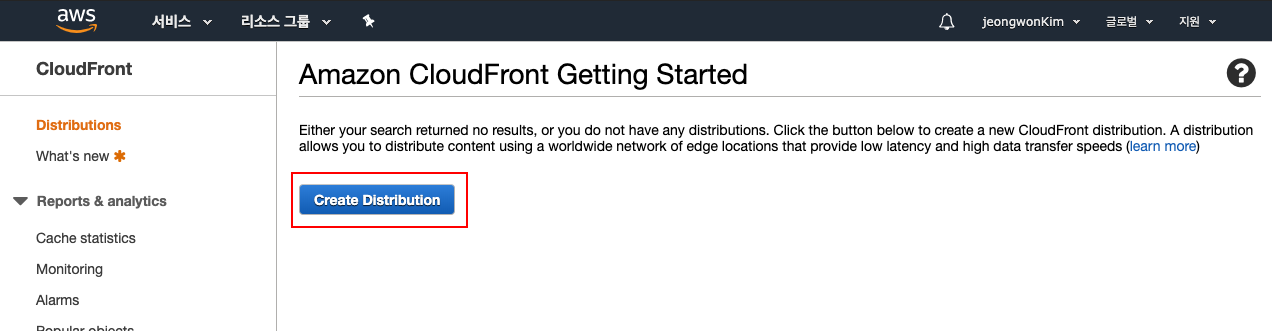 aws 서비스 리소스 그룹 jeongwonKim 글로벌 지원
CloudFront
Distributions
What's new
Reports & analytics
Cache statistics
Monitoring
Alarms
Popular objects
Amazon CloudFront Getting Started
Either your search returned no results, or you do not have any distributions. Click the button below to create a new CloudFront distribution. A distribution
allows you to distribute content using a worldwide network of edge locations that provide low latency and high data transfer speeds (learn more)
Create Distribution